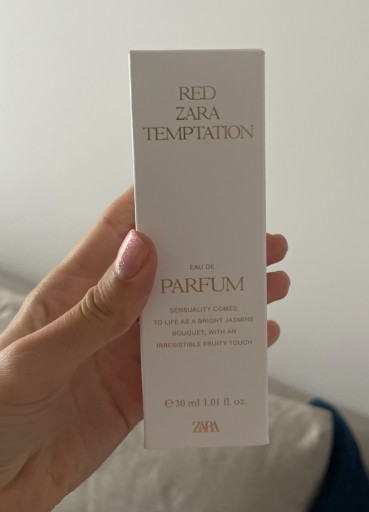 RED
ZARA
TEMPTATION
EAU DE
PARFUM
SENSUALITY COMES
TO LIFE AS A BRIGHT JASMINE
BOUQUET, WITH AN
IRRESISTIBLE FRUITY TOUCH
℮30 ml 1.01 fl. oz.
ZARA